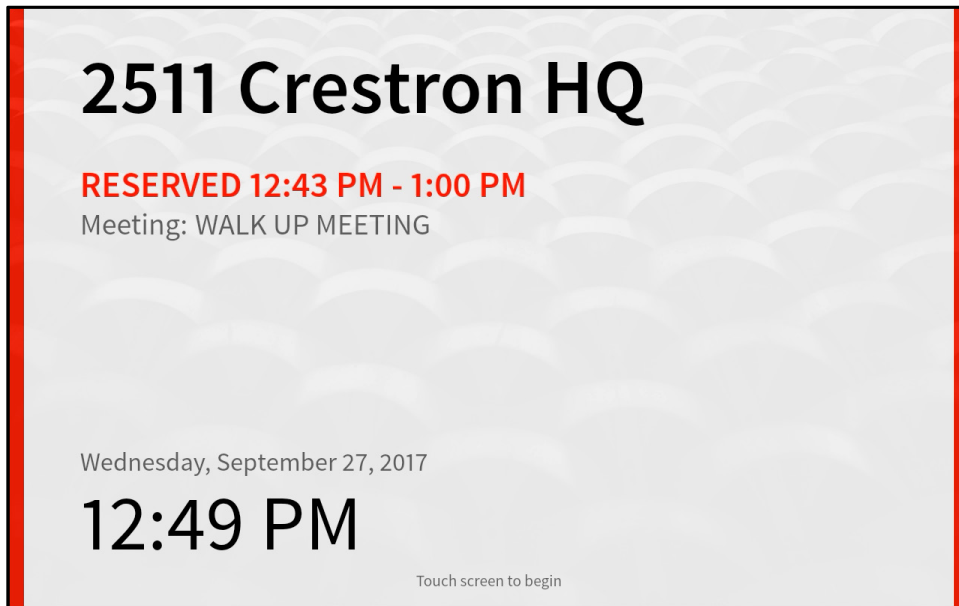 2511 Crestron HQ
RESERVED 12:43 PM - 1:00 PM
Meeting: WALK UP MEETING
Wednesday, September 27, 2017
12:49 PM
Touch screen to begin